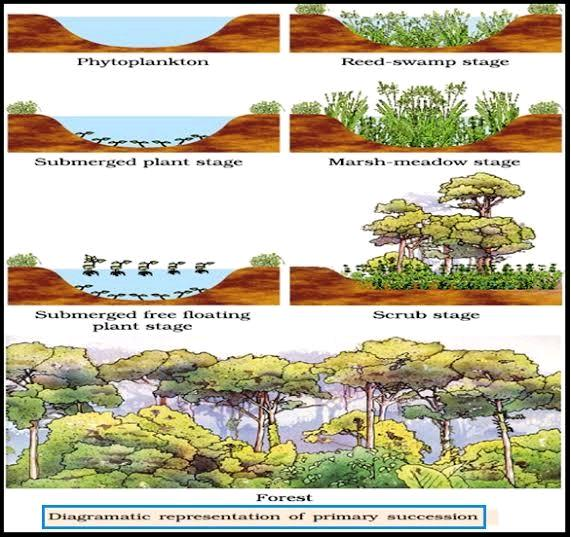 Phytoplankton
Submerged plant stage
Submerged free floating
plant stage
Reed-swamp stage
Marsh-meadow stage
Scrub stage
Forest
Diagramatic representation of primary succession